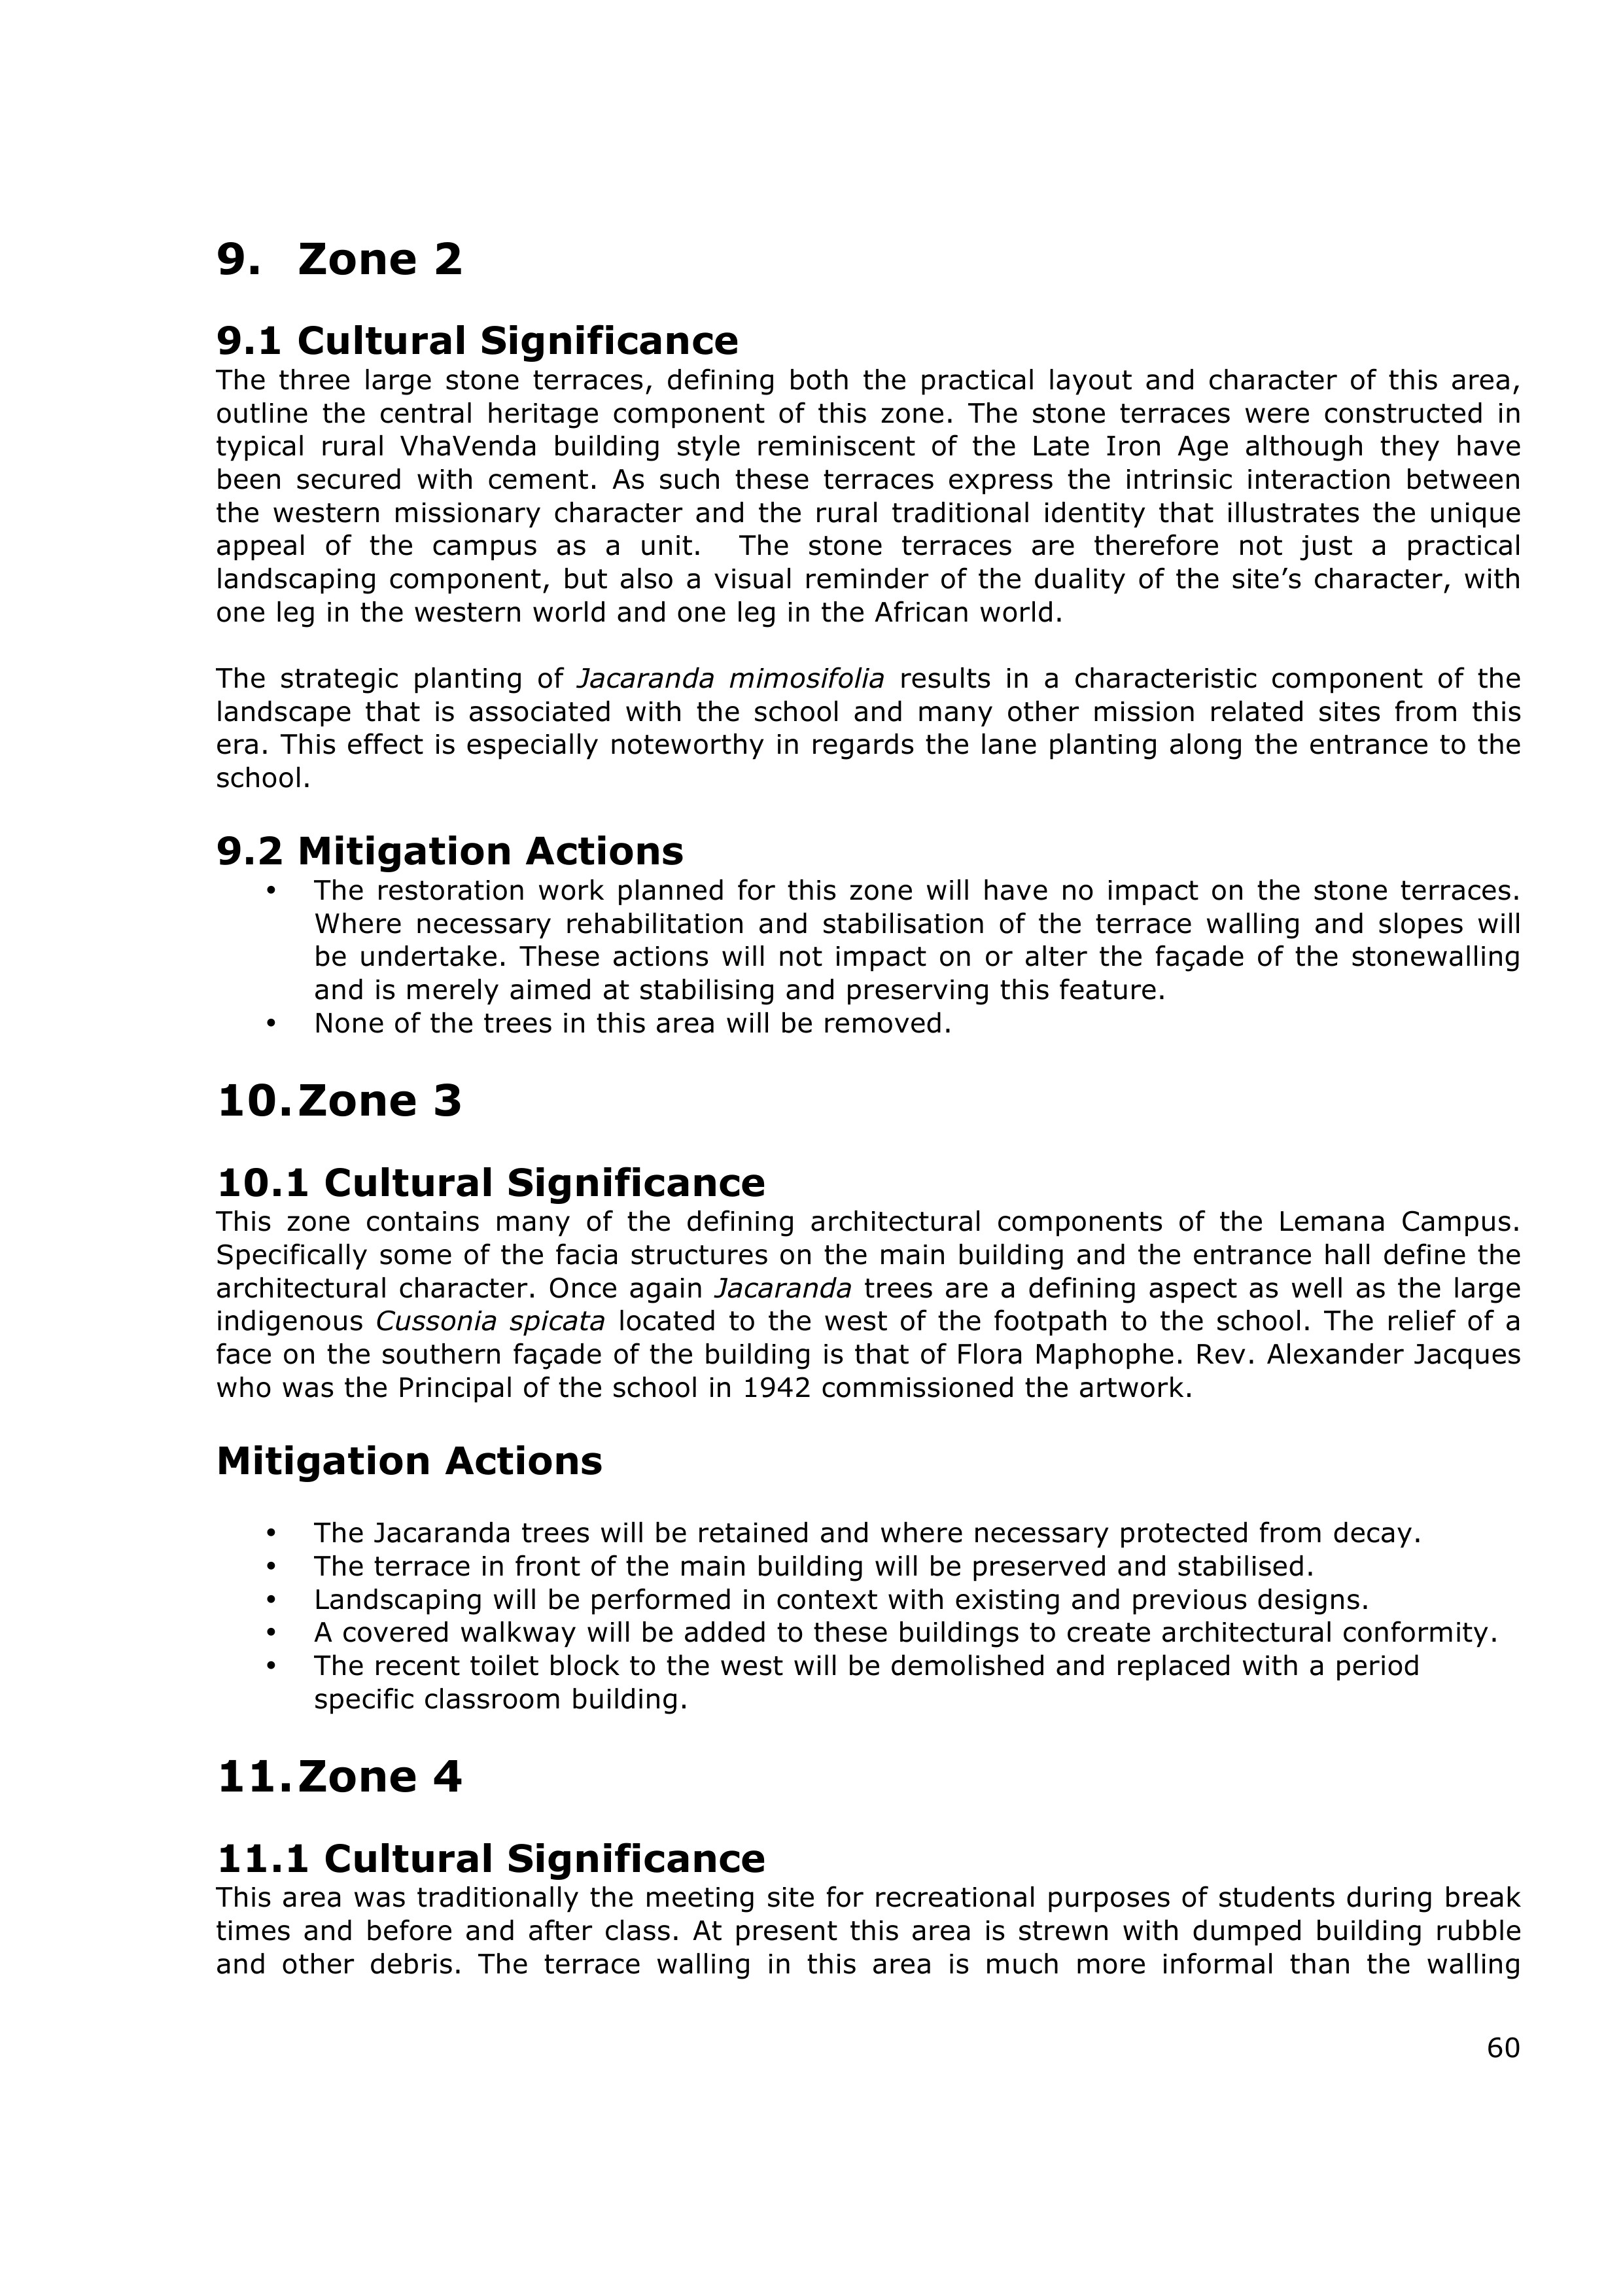 9. Zone 2
9.1 Cultural Significance
The three large stone terraces, defining both the practical layout and character of this area,
outline the central heritage component of this zone. The stone terraces were constructed in
typical rural VhaVenda building style reminiscent of the Late Iron Age although they have
been secured with cement. As such these terraces express the intrinsic interaction between
the western missionary character and the rural traditional identity that illustrates the unique
appeal of the campus as a unit.  The stone terraces are therefore not just a practical
landscaping component, but also a visual reminder of the duality of the site’s character, with
one leg in the western world and one leg in the African world.
The strategic planting of Jacaranda mimosifolia results in a characteristic component of the
landscape that is associated with the school and many other mission related sites from this
era. This effect is especially noteworthy in regards the lane planting along the entrance to the
school.
9.2 Mitigation Actions
• The restoration work planned for this zone will have no impact on the stone terraces.
Where necessary rehabilitation and stabilisation of the terrace walling and slopes will
be undertake. These actions will not impact on or alter the façade of the stonewalling
and is merely aimed at stabilising and preserving this feature.
• None of the trees in this area will be removed.
10. Zone 3
10.1 Cultural Significance
This zone contains many of the defining architectural components of the Lemana Campus.
Specifically some of the facia structures on the main building and the entrance hall define the
architectural character. Once again Jacaranda trees are a defining aspect as well as the large
indigenous Cussonia spicata located to the west of the footpath to the school. The relief of a
face on the southern façade of the building is that of Flora Maphophe. Rev. Alexander Jacques
who was the Principal of the school in 1942 commissioned the artwork.
Mitigation Actions
• The Jacaranda trees will be retained and where necessary protected from decay.
• The terrace in front of the main building will be preserved and stabilised.
• Landscaping will be performed in context with existing and previous designs.
• A covered walkway will be added to these buildings to create architectural conformity.
• The recent toilet block to the west will be demolished and replaced with a period
specific classroom building.
11. Zone 4
11.1 Cultural Significance
This area was traditionally the meeting site for recreational purposes of students during break
times and before and after class. At present this area is strewn with dumped building rubble
and other debris. The terrace walling in this area is much more informal than the walling
60